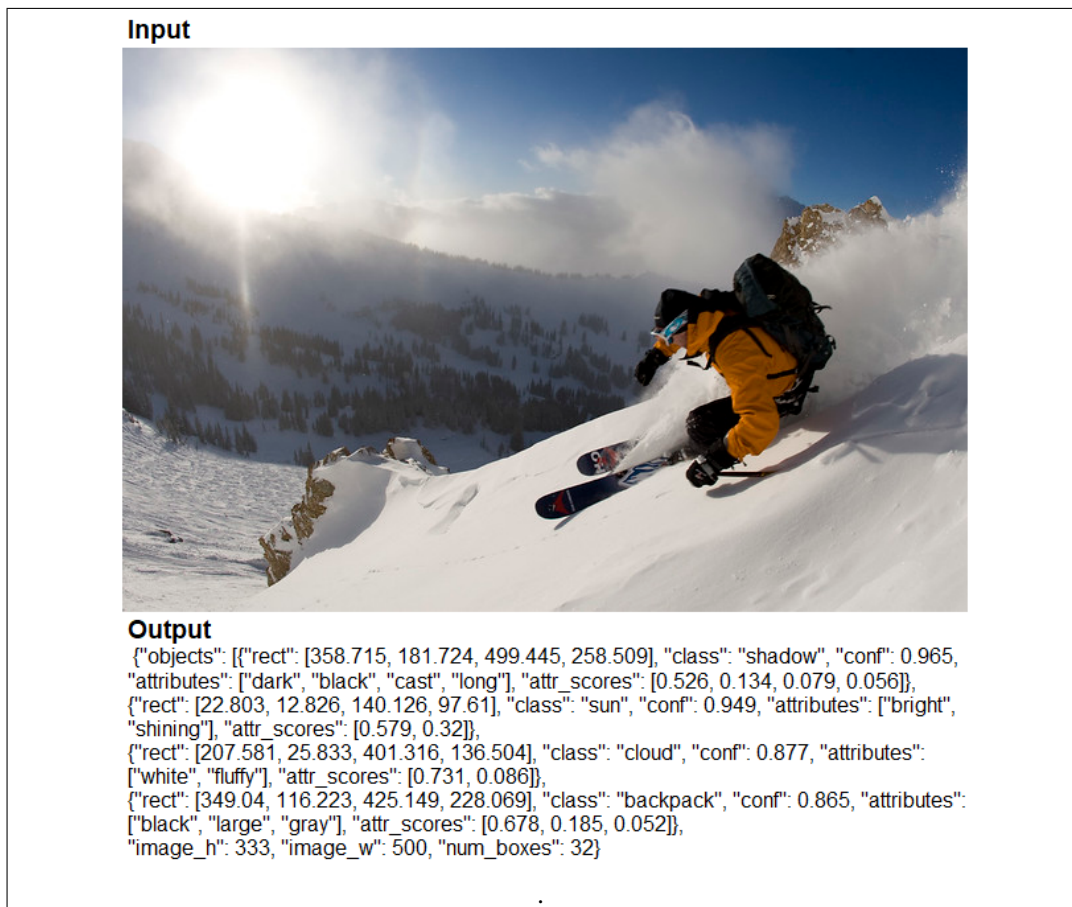 Input
Output
{"objects": [{"rect": [358.715, 181.724, 499.445, 258.509], "class": "shadow", "conf": 0.965,
"attributes": ["dark", "black", "cast", "long"], "attr_scores": [0.526, 0.134, 0.079, 0.056]},
{"rect": [22.803, 12.826, 140.126, 97.61], "class": "sun", "conf": 0.949, "attributes": ["bright",
"shining"], "attr_scores": [0.579, 0.32]},
{"rect": [207.581, 25.833, 401.316, 136.504], "class": "cloud", "conf": 0.877, "attributes":
["white", "fluffy"], "attr_scores": [0.731, 0.086]},
{"rect": [349.04, 116.223, 425.149, 228.069], "class": "backpack", "conf": 0.865, "attributes":
["black", "large", "gray"], "attr_scores": [0.678, 0.185, 0.052]},
"image_h": 333, "image_w": 500, "num_boxes": 32}
.